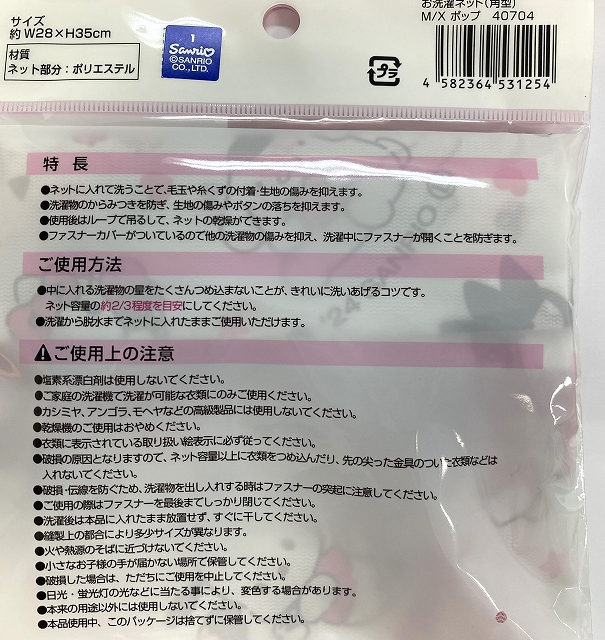 サイズ
約 W28×H35cm
材質
ネット部分：ポリエステル
1
Sanrio
©SANRIO
CO.,LTD.
プラ
お洗濯ネット(角型)
M/X ポップ 40704
4 582364 531254
特 長
●ネットに入れて洗うことで、毛玉や糸くずの付着・生地の傷みを抑えます。
●洗濯物のからみつきを防ぎ、生地の傷みやボタンの落ちを抑えます。
●使用後はループで吊るして、ネットの乾燥ができます。
●ファスナーカバーがついているので他の洗濯物の傷みを抑え、洗濯中にファスナーが開くことを防ぎます。
ご使用方法
●中に入れる洗濯物の量をたくさんつめ込まないことが、きれいに洗いあげるコツです。
ネット容量の約2/3程度を目安にしてください。
●洗濯から脱水までネットに入れたままご使用いただけます。
ご使用上の注意
●塩素系漂白剤は使用しないでください。
●ご家庭の洗濯機で洗濯が可能な衣類にのみご使用ください。
●カシミヤ、アンゴラ、モヘヤなどの高級製品には使用しないでください。
●乾燥機のご使用はおやめください。
●衣類に表示されている取り扱い絵表示に必ず従ってください。
●破損の原因となりますので、ネット容量以上に衣類をつめ込んだり、先の尖った金具のついた衣類などは
入れないでください。
●破損・伝線を防ぐため、洗濯物を出し入れする時はファスナーの突起に注意してください。
●ご使用の際はファスナーを最後までしっかり閉じてください。
●洗濯後は本品に入れたまま放置せず、すぐに干してください。
●縫製上の都合により多少サイズが異なります。
●火や熱源のそばに近づけないでください。
●小さなお子様の手が届かない場所で保管してください。
●破損した場合は、ただちにご使用を中止してください。
●日光・蛍光灯の光などに当たる事により、変色する場合があります。
●本来の用途以外には使用しないでください。
●本品使用中、このパッケージは捨てずに保管してください。